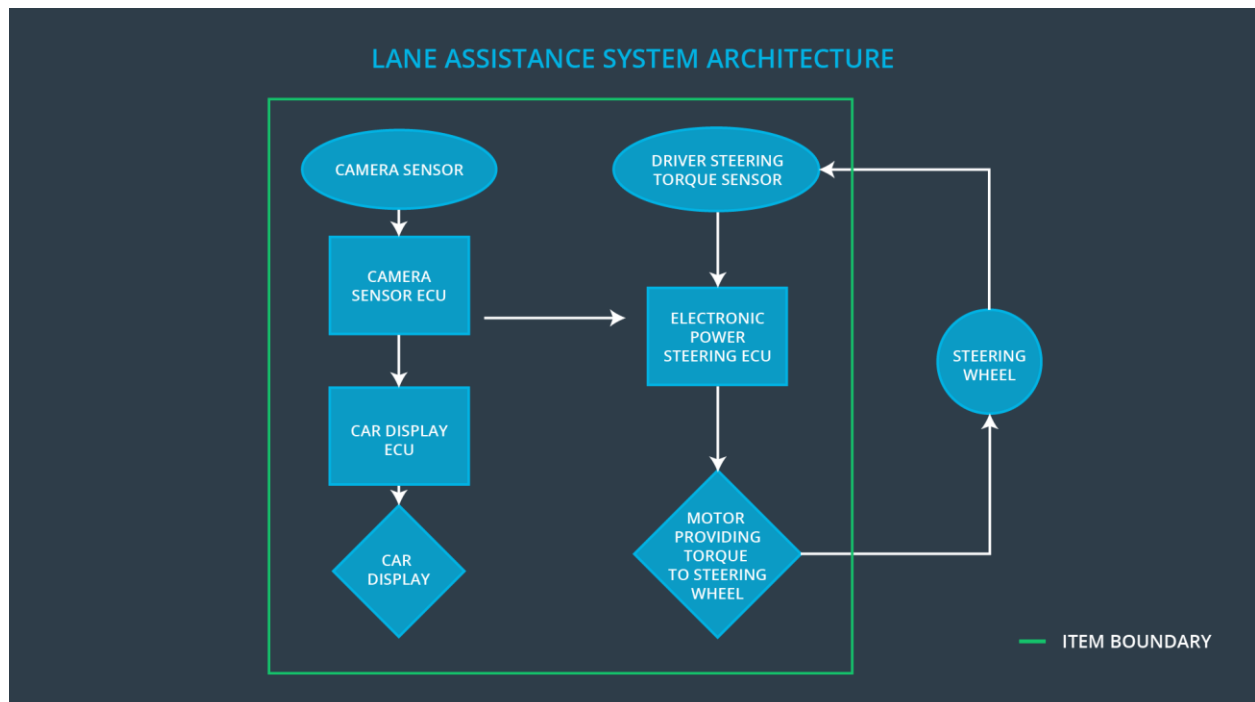 LANE ASSISTANCE SYSTEM ARCHITECTURE
CAMERA SENSOR
CAMERA
SENSOR ECU
CAR DISPLAY
ECU
CAR
DISPLAY
DRIVER STEERING
TORQUE SENSOR
ELECTRONIC
POWER
STEERING ECU
MOTOR
PROVIDING
TORQUE
TO STEERING
WHEEL
STEERING
WHEEL
ITEM BOUNDARY